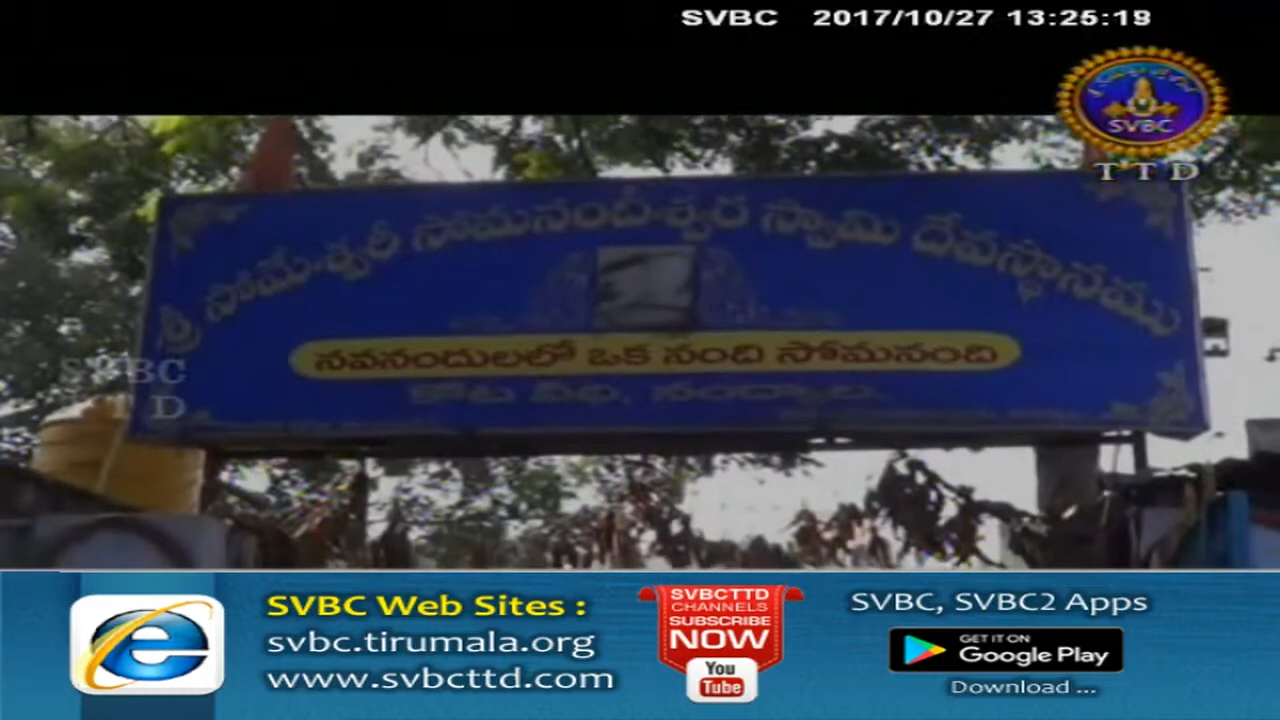 SVBC 2017/10/27 13:25:19
SVBC
TTD
శ్రీ సోమేశ్వరీ సోమనందీశ్వర స్వామి దేవస్థానము
నవనందులలో ఒక నంది సోమనంది
కోట వీధి, నంద్యాల.
SVBC
TTD
SVBC Web Sites :
svbc.tirumala.org
www.svbcttd.com
SVBCTTD
CHANNELS
SUBSCRIBE
NOW
You
Tube
SVBC, SVBC2 Apps
GET IT ON
Google Play
Download ...